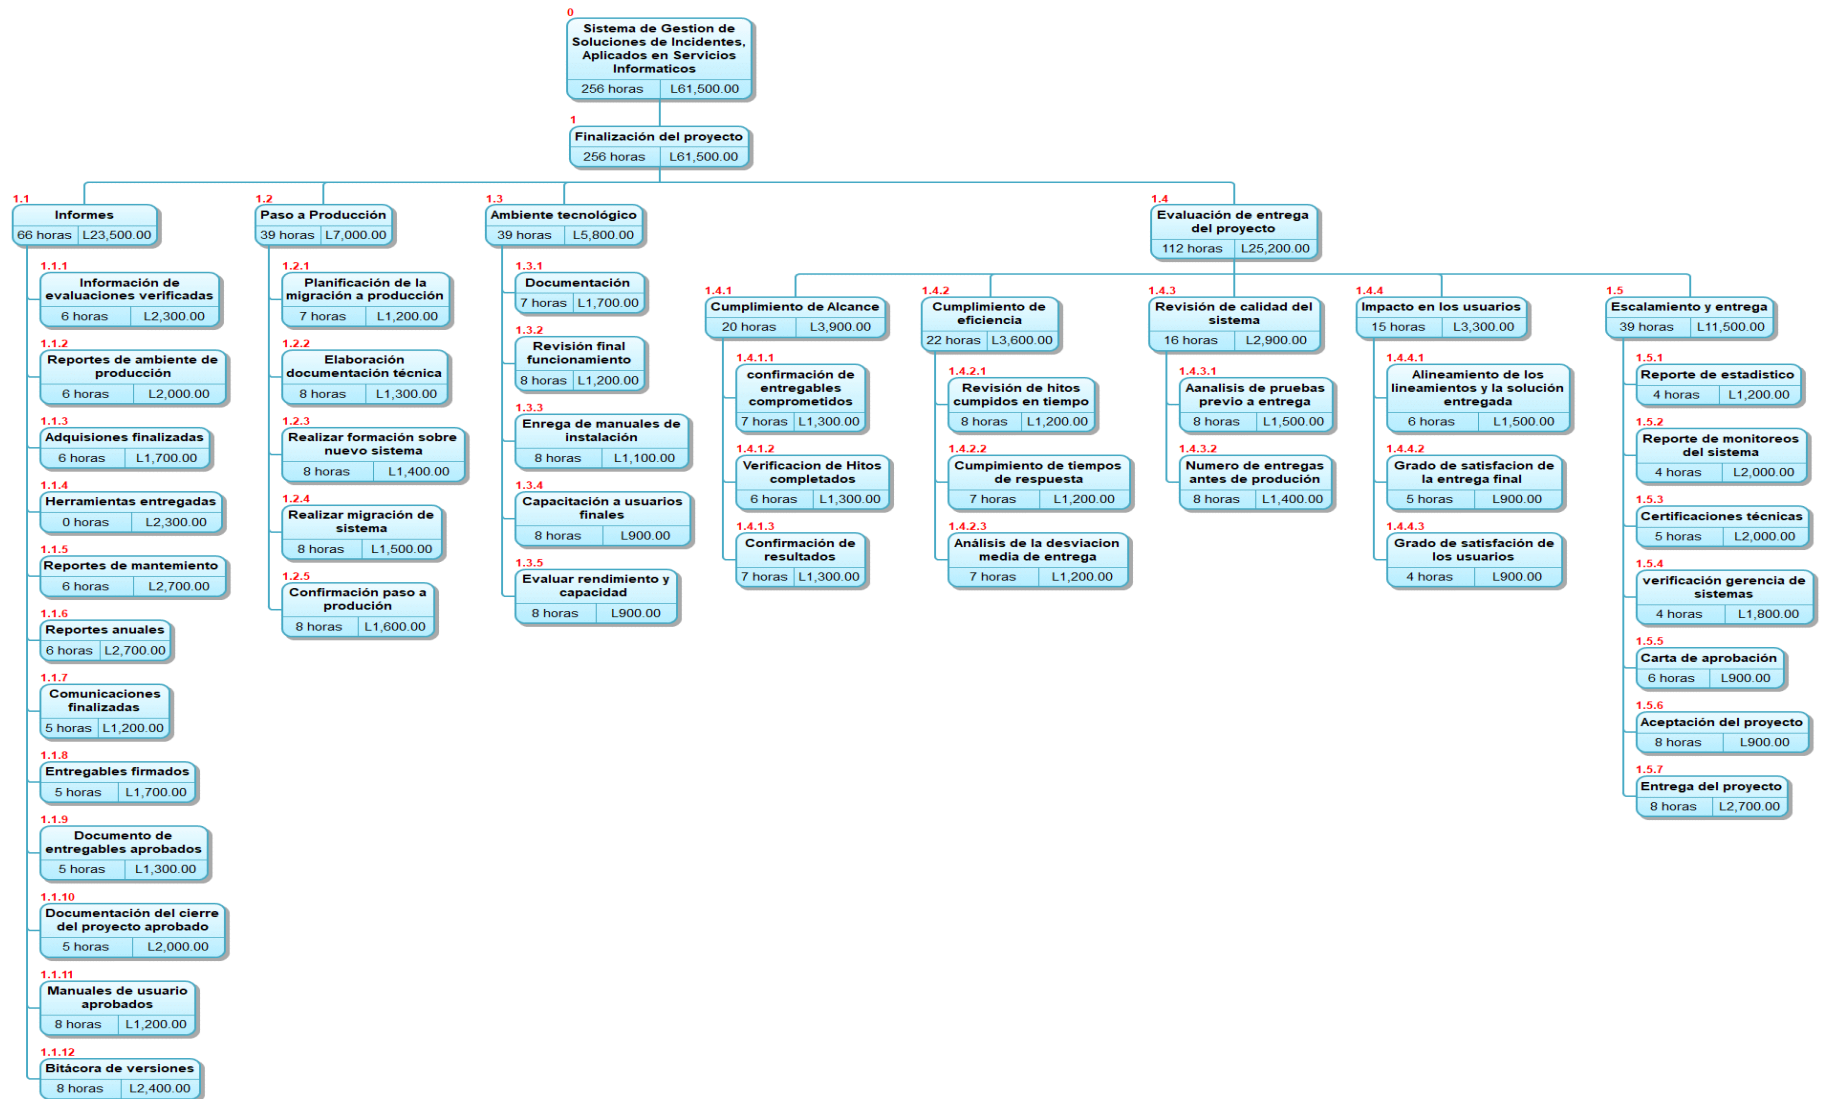 0
Sistema de Gestion de
Soluciones de Incidentes,
Aplicados en Servicios
Informaticos
256 horas L61,500.00
1
Finalización del proyecto
256 horas L61,500.00
1.1
Informes
66 horas L23,500.00
1.1.1
Información de
evaluaciones verificadas
6 horas L2,300.00
1.1.2
Reportes de ambiente de
producción
6 horas L2,000.00
1.1.3
Adquisiones finalizadas
6 horas L1,700.00
1.1.4
Herramientas entregadas
0 horas L2,300.00
1.1.5
Reportes de mantemiento
6 horas L2,700.00
1.1.6
Reportes anuales
6 horas L2,700.00
1.1.7
Comunicaciones
finalizadas
5 horas L1,200.00
1.1.8
Entregables firmados
5 horas L1,700.00
1.1.9
Documento de
entregables aprobados
5 horas L1,300.00
1.1.10
Documentación del cierre
del proyecto aprobado
5 horas L2,000.00
1.1.11
Manuales de usuario
aprobados
8 horas L1,200.00
1.1.12
Bitácora de versiones
8 horas L2,400.00
1.2
Paso a Producción
39 horas L7,000.00
1.2.1
Planificación de la
migración a producción
7 horas L1,200.00
1.2.2
Elaboración
documentación técnica
8 horas L1,300.00
1.2.3
Realizar formación sobre
nuevo sistema
8 horas L1,400.00
1.2.4
Realizar migración de
sistema
8 horas L1,500.00
1.2.5
Confirmación paso a
produción
8 horas L1,600.00
1.3
Ambiente tecnológico
39 horas L5,800.00
1.3.1
Documentación
7 horas L1,700.00
1.3.2
Revisión final
funcionamiento
8 horas L1,200.00
1.3.3
Enrega de manuales de
instalación
8 horas L1,100.00
1.3.4
Capacitación a usuarios
finales
8 horas L900.00
1.3.5
Evaluar rendimiento y
capacidad
8 horas L900.00
1.4
Evaluación de entrega
del proyecto
112 horas L25,200.00
1.4.1
Cumplimiento de Alcance
20 horas L3,900.00
1.4.1.1
confirmación de
entregables
comprometidos
7 horas L1,300.00
1.4.1.2
Verificacion de Hitos
completados
6 horas L1,300.00
1.4.1.3
Confirmación de
resultados
7 horas L1,300.00
1.4.2
Cumplimiento de
eficiencia
22 horas L3,600.00
1.4.2.1
Revisión de hitos
cumpidos en tiempo
8 horas L1,200.00
1.4.2.2
Cumpimiento de tiempos
de respuesta
7 horas L1,200.00
1.4.2.3
Análisis de la desviacion
media de entrega
7 horas L1,200.00
1.4.3
Revisión de calidad del
sistema
16 horas L2,900.00
1.4.3.1
Aanalisis de pruebas
previo a entrega
8 horas L1,500.00
1.4.3.2
Numero de entregas
antes de produción
8 horas L1,400.00
1.4.4
Impacto en los usuarios
15 horas L3,300.00
1.4.4.1
Alineamiento de los
lineamientos y la solución
entregada
6 horas L1,500.00
1.4.4.2
Grado de satisfacion de
la entrega final
5 horas L900.00
1.4.4.3
Grado de satisfación de
los usuarios
4 horas L900.00
1.5
Escalamiento y entrega
39 horas L11,500.00
1.5.1
Reporte de estadistico
4 horas L1,200.00
1.5.2
Reporte de monitoreos
del sistema
4 horas L2,000.00
1.5.3
Certificaciones técnicas
5 horas L2,000.00
1.5.4
verificación gerencia de
sistemas
4 horas L1,800.00
1.5.5
Carta de aprobación
6 horas L900.00
1.5.6
Aceptación del proyecto
8 horas L900.00
1.5.7
Entrega del proyecto
8 horas L2,700.00